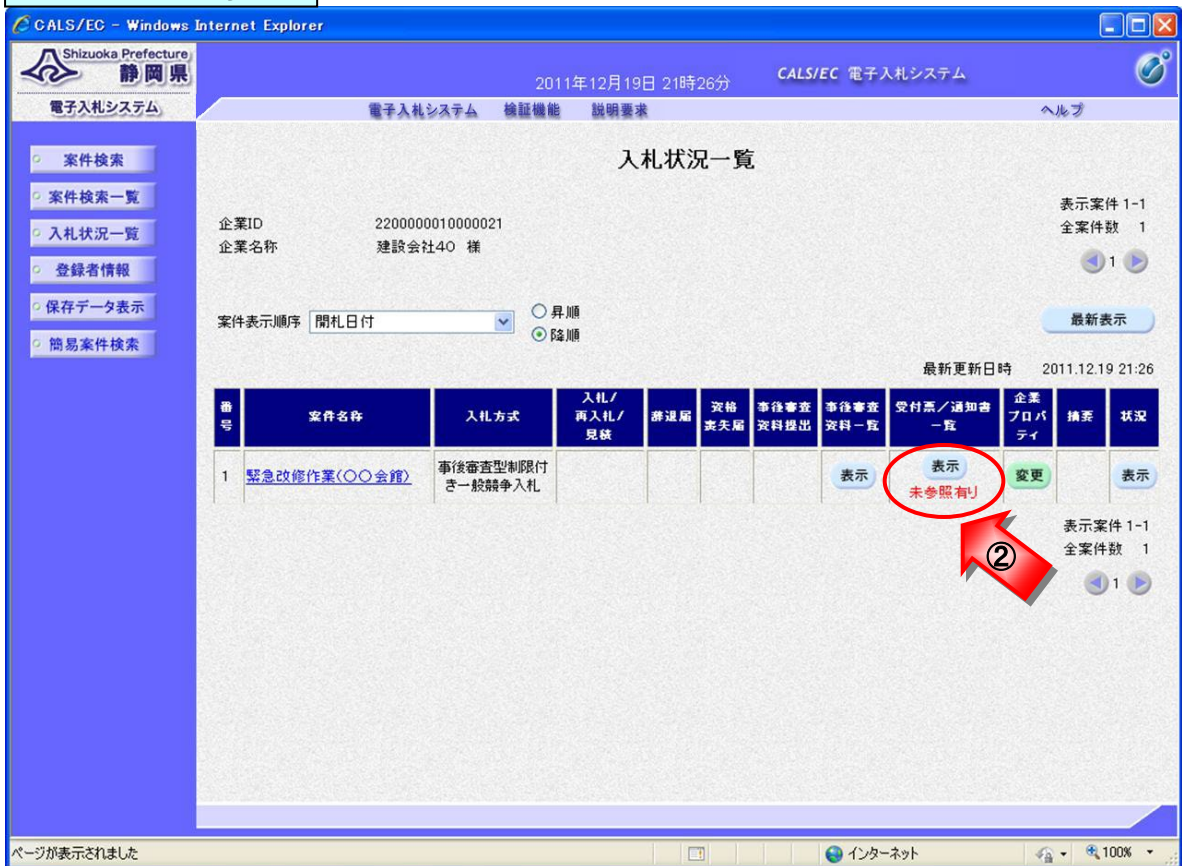 CALS/EC - Windows Internet Explorer
Shizuoka Prefecture
静岡県
電子入札システム
2011年12月19日 21時26分
CALS/EC 電子入札システム
電子入札システム 検証機能 説明要求 ヘルプ
案件検索
案件検索一覧
入札状況一覧
登録者情報
保存データ表示
簡易案件検索
入札状況一覧
企業ID 2200000010000021
企業名称 建設会社40 様
表示案件 1-1
全案件数 1
1
案件表示順序 開札日付
昇順
降順
最新表示
最新更新日時 2011.12.19 21:26
番号 案件名称 入札方式 入札/再入札/見積 辞退届 資格喪失届 事後審査資料提出 事後審査資料一覧 受付票/通知書一覧 企業プロパティ 摘要 状況
1 緊急改修作業(〇〇会館) 事後審査型制限付き一般競争入札 表示 表示 未参照有り 変更 表示
②
表示案件 1-1
全案件数 1
1
ページが表示されました インターネット 100%